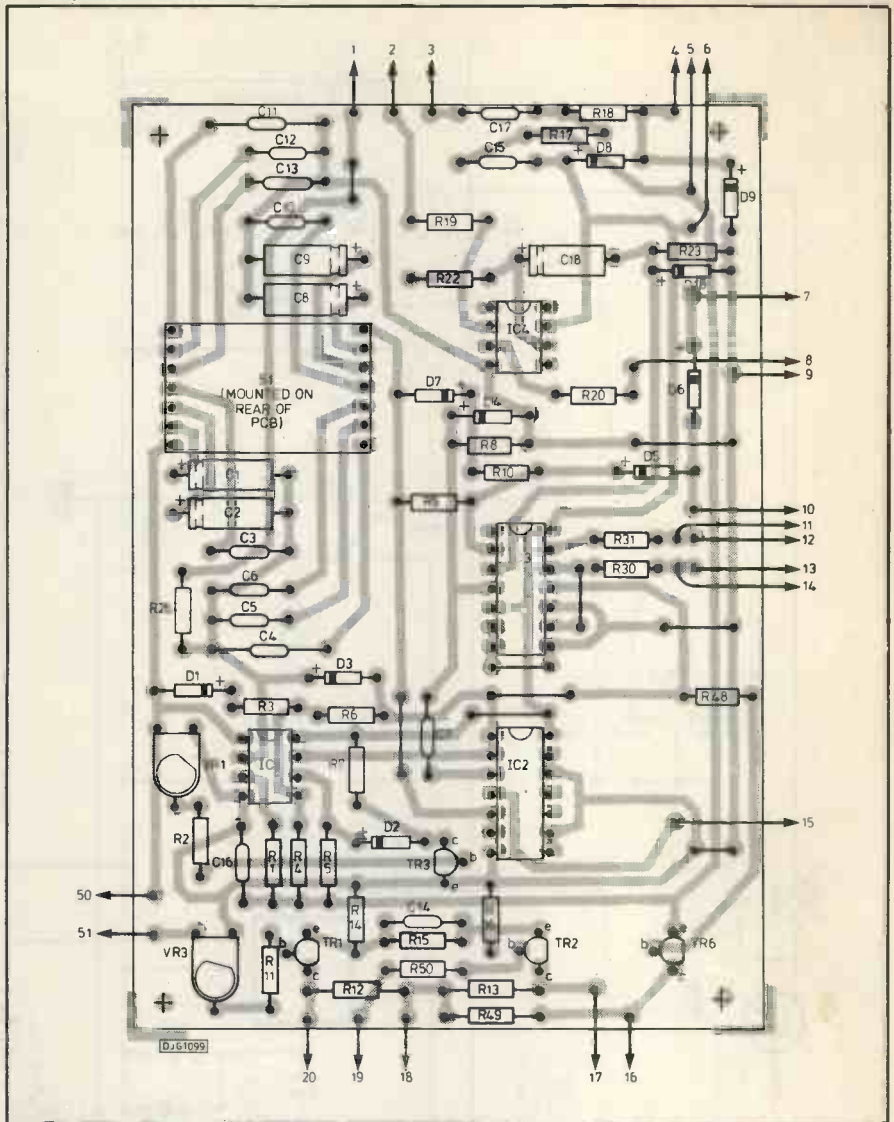 1 2 3 4 5 6
C11 C17 R18
R17
C12 C15 + D8 +
C13 D9
R19
C9 + C18 + R23
R22 +
C8 + 7
IC4
S1 8
(MOUNTED ON D7 R20 D6 9
REAR OF
PCB)
R8
+ R10 + D5
+ C2 10
11
C3 R31 12
R30 13
C6 14
C5
C4
D1 + + D3
R3 R6 R48
IC2
R2 + D2 15
C16 R1 R4 R5 TR3 c b e
50 R14
51 e R15 e
VR3 R11 b TR1 b TR2 TR6
c R50 c
R12 R13
R49
DJG1099
20 19 18 17 16